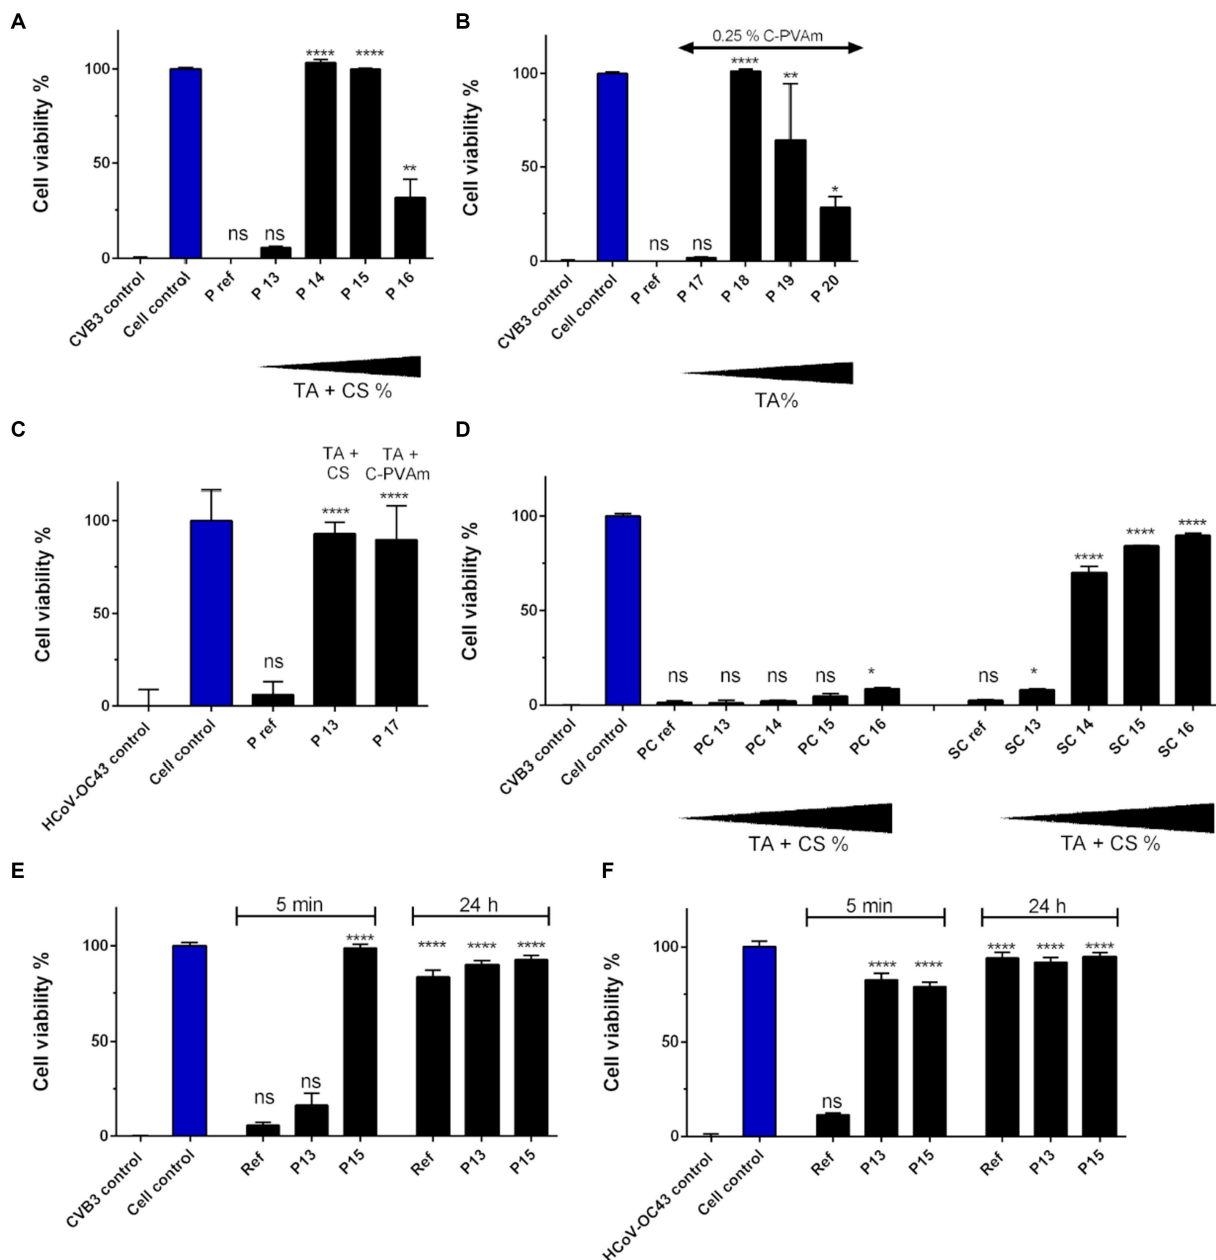 A
Cell viability %
100
50
0
****
****
**
ns
ns
CVB3 control
Cell control
P ref
P 13
P 14
P 15
P 16
TA + CS %
B
0.25 % C-PVAm
Cell viability %
100
50
0
****
**
*
ns
ns
CVB3 control
Cell control
P ref
P 17
P 18
P 19
P 20
TA%
C
TA +
CS
TA +
C-PVAm
Cell viability %
100
50
0
****
****
ns
HCoV-OC43 control
Cell control
P ref
P 13
P 17
D
Cell viability %
100
50
0
ns
ns
ns
ns
*
ns
*
****
****
****
CVB3 control
Cell control
PC ref
PC 13
PC 14
PC 15
PC 16
SC ref
SC 13
SC 14
SC 15
SC 16
TA + CS %
TA + CS %
E
5 min
24 h
Cell viability %
100
50
0
ns
ns
****
****
****
****
CVB3 control
Cell control
Ref
P13
P15
Ref
P13
P15
F
5 min
24 h
Cell viability %
100
50
0
ns
****
****
****
****
****
HCoV-OC43 control
Cell control
Ref
P13
P15
Ref
P13
P15